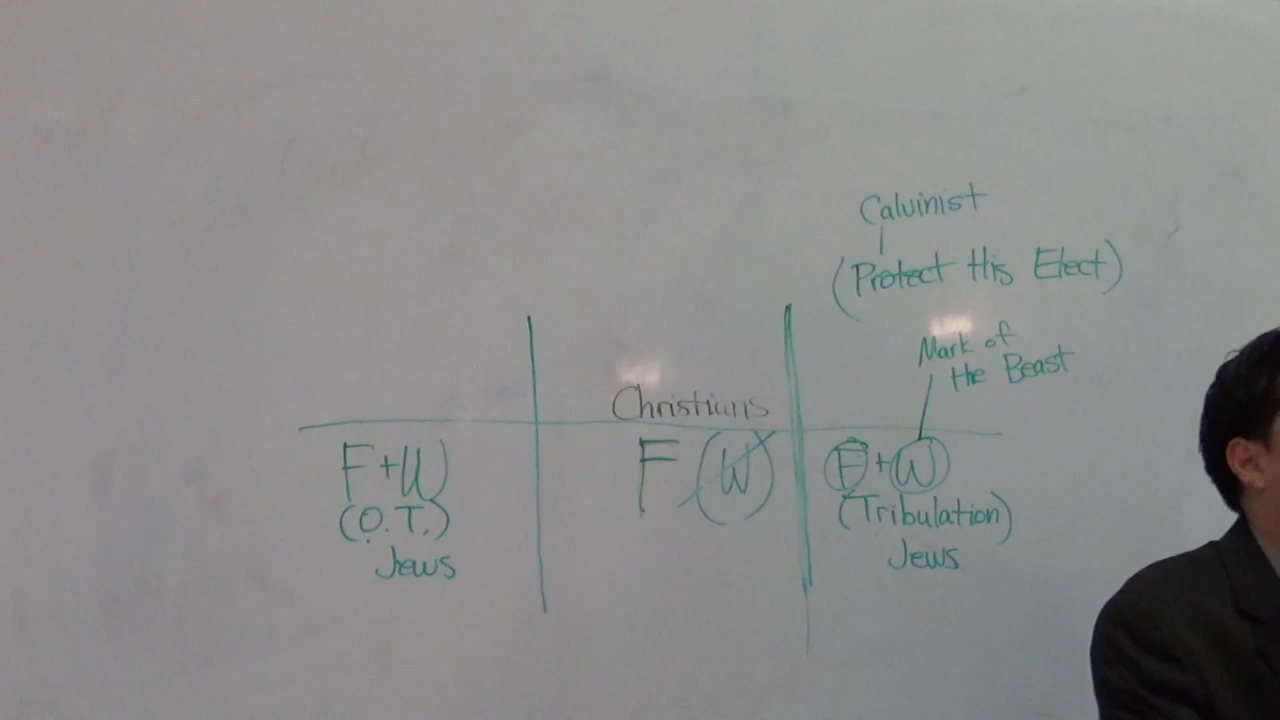 Calvinist
(Protect His Elect)
Mark of
the Beast
Christians
F+W
(O.T.)
Jews
F (W)
F+W
(Tribulation)
Jews